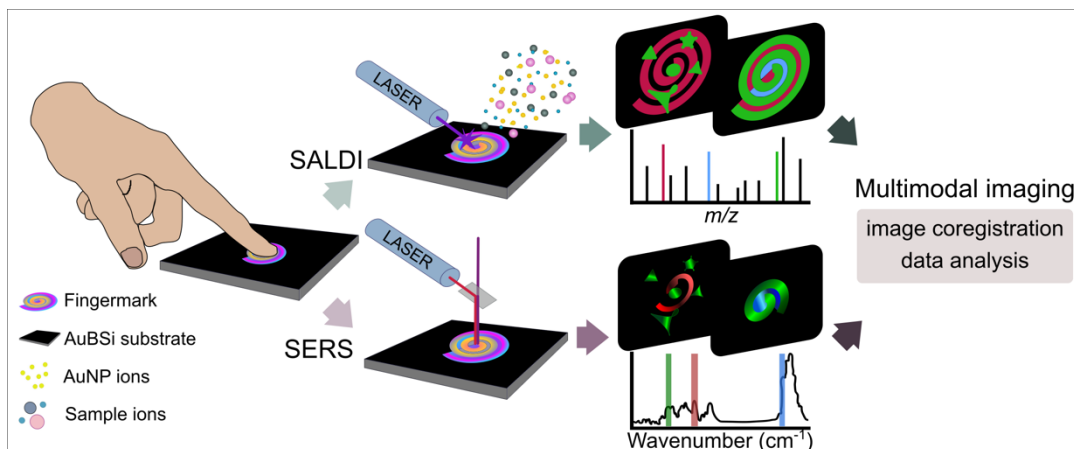 LASER
SALDI
m/z
Multimodal imaging
image coregistration
data analysis
LASER
SERS
Wavenumber (cm⁻¹)
Fingermark
AuBSi substrate
AuNP ions
Sample ions